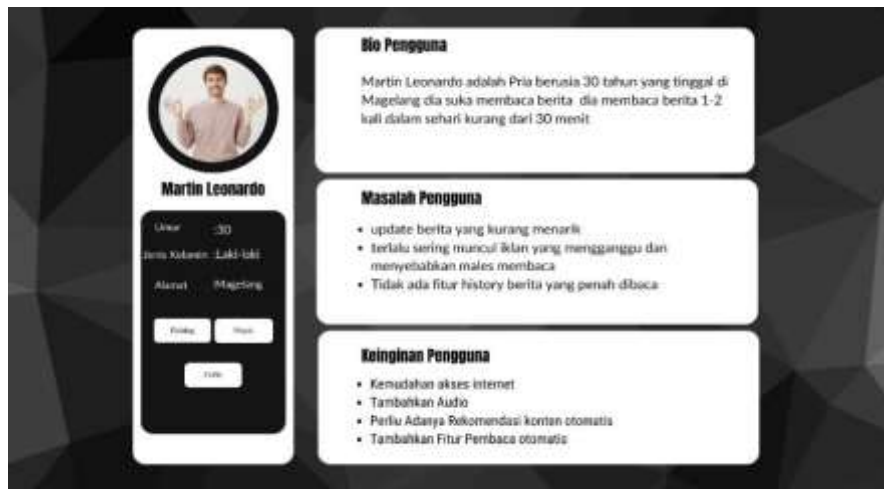 Martin Leonardo
Umur :30
Jenis Kelamin :Laki-laki
Alamat Magelang
Bio Pengguna
Martin Leonardo adalah Pria berusia 30 tahun yang tinggal di
Magelang dia suka membaca berita dia membaca berita 1-2
kali dalam sehari kurang dari 30 menit
Masalah Pengguna
• update berita yang kurang menarik
• terlalu sering muncul iklan yang mengganggu dan
menyebabkan males membaca
• Tidak ada fitur history berita yang penah dibaca
Keinginan Pengguna
• Kemudahan akses internet
• Tambahkan Audio
• Perllu Adanya Rekomendasi konten otomatis
• Tambahkan Fitur Pembaca otomatis